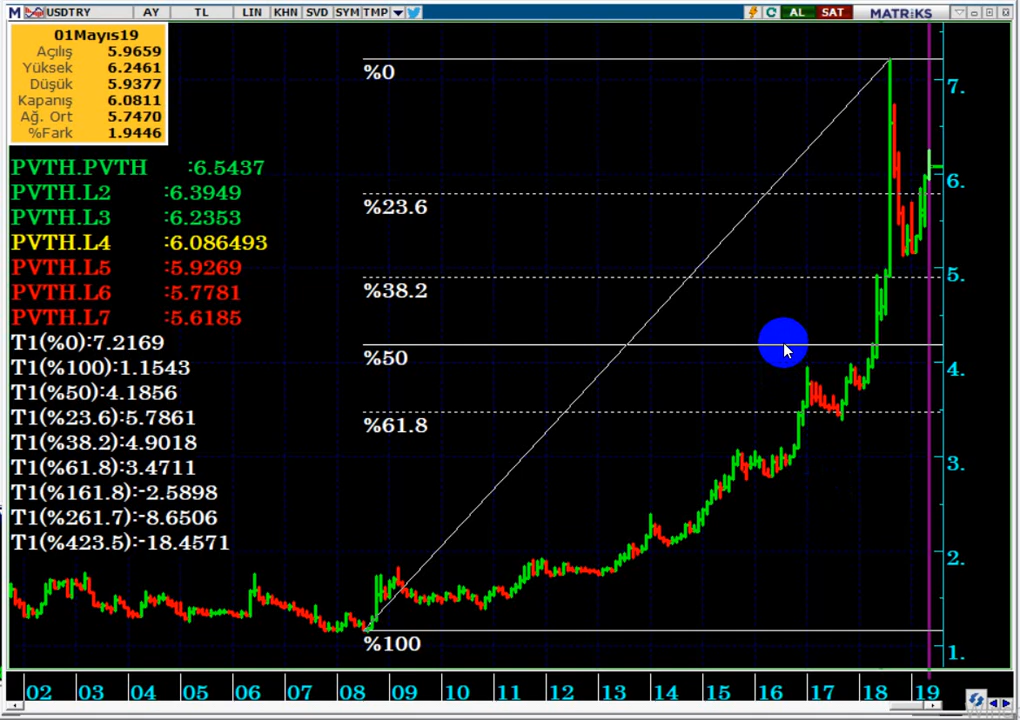 M USDTRY AY TL LIN KHN SVD SYM TMP AL SAT MATRiKS
01Mayıs19
Açılış 5.9659
Yüksek 6.2461
Düşük 5.9377
Kapanış 6.0811
Ağ. Ort 5.7470
%Fark 1.9446
PVTH.PVTH :6.5437
PVTH.L2 :6.3949
PVTH.L3 :6.2353
PVTH.L4 :6.086493
PVTH.L5 :5.9269
PVTH.L6 :5.7781
PVTH.L7 :5.6185
T1(%0):7.2169
T1(%100):1.1543
T1(%50):4.1856
T1(%23.6):5.7861
T1(%38.2):4.9018
T1(%61.8):3.4711
T1(%161.8):-2.5898
T1(%261.7):-8.6506
T1(%423.5):-18.4571
%0
%23.6
%38.2
%50
%61.8
%100
7.
6.
5.
4.
3.
2.
1.
02 03 04 05 06 07 08 09 10 11 12 13 14 15 16 17 18 19